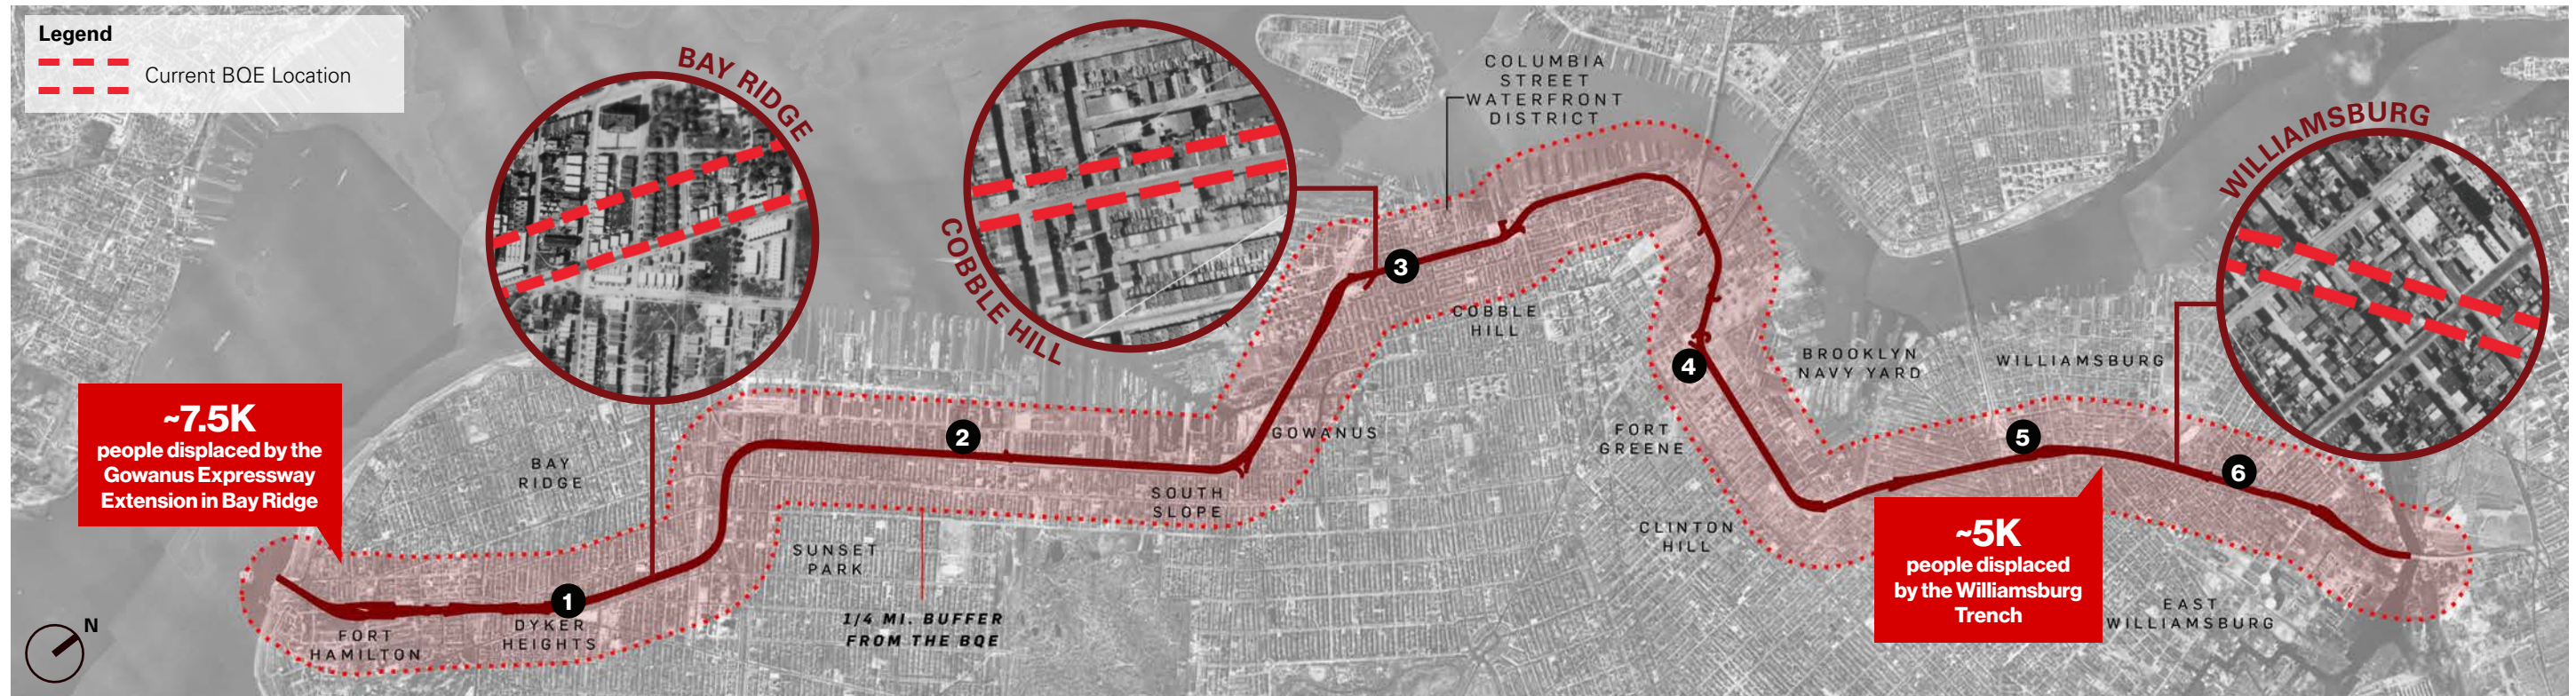 Legend
Current BQE Location
BAY RIDGE
COBBLE HILL
COLUMBIA
STREET
WATERFRONT
DISTRICT
WILLIAMSBURG
~7.5K
people displaced by the
Gowanus Expressway
Extension in Bay Ridge
BAY
RIDGE
2
SOUTH
SLOPE
GOWANUS
3
COBBLE
HILL
4
BROOKLYN
NAVY YARD
WILLIAMSBURG
FORT
GREENE
5
6
CLINTON
HILL
~5K
people displaced
by the Williamsburg
Trench
EAST
WILLIAMSBURG
SUNSET
PARK
1/4 MI. BUFFER
FROM THE BQE
1
DYKER
HEIGHTS
FORT
HAMILTON
N